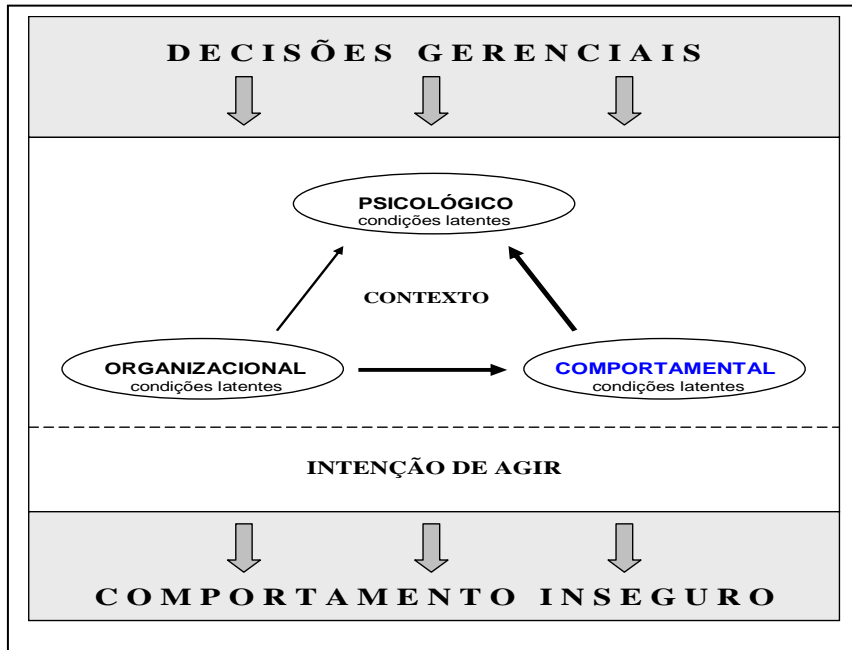 DECISÕES GERENCIAIS
PSICOLÓGICO
condições latentes
CONTEXTO
ORGANIZACIONAL
condições latentes
COMPORTAMENTAL
condições latentes
INTENÇÃO DE AGIR
COMPORTAMENTO INSEGURO